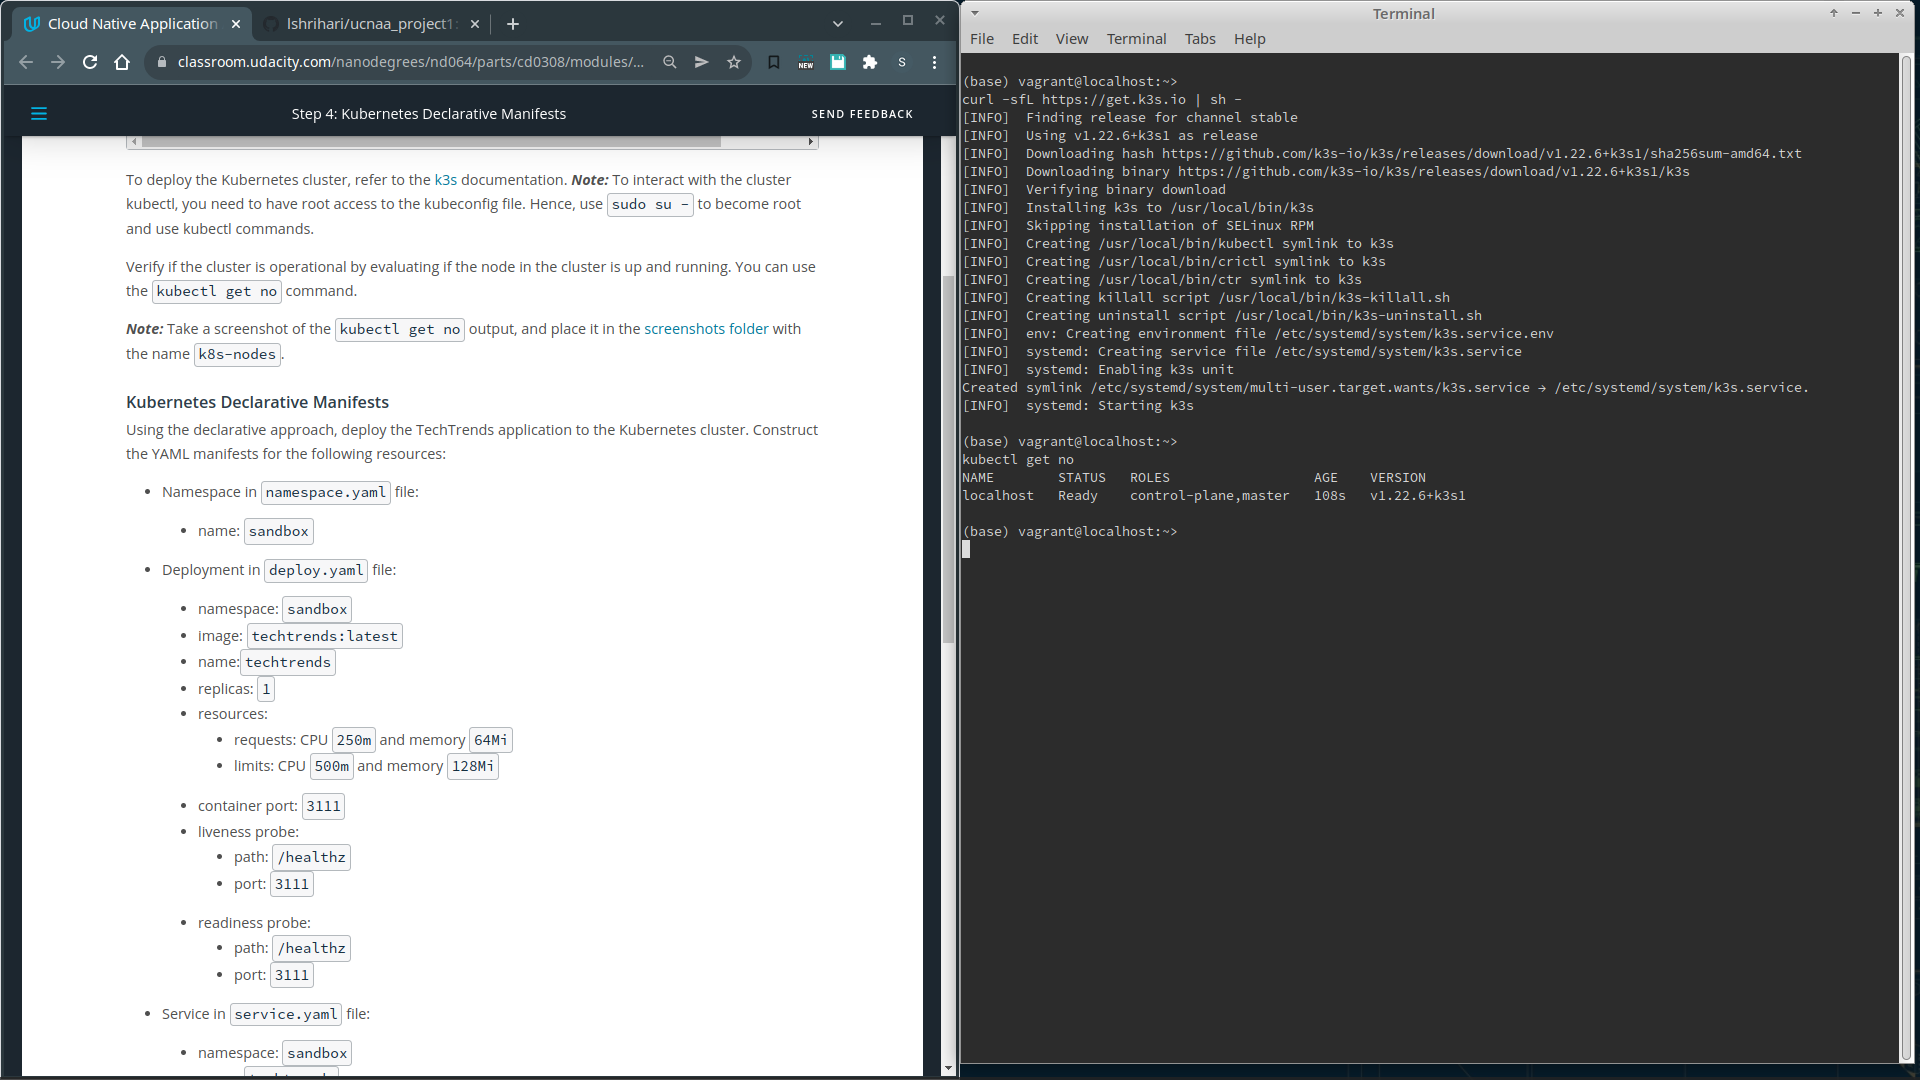 Cloud Native Application
lshrihari/ucnaa_project1:
classroom.udacity.com/nanodegrees/nd064/parts/cd0308/modules/...
NEW
S
Step 4: Kubernetes Declarative Manifests
SEND FEEDBACK
To deploy the Kubernetes cluster, refer to the k3s documentation. Note: To interact with the cluster
kubectl, you need to have root access to the kubeconfig file. Hence, use sudo su - to become root
and use kubectl commands.
Verify if the cluster is operational by evaluating if the node in the cluster is up and running. You can use
the kubectl get no command.
Note: Take a screenshot of the kubectl get no output, and place it in the screenshots folder with
the name k8s-nodes.
Kubernetes Declarative Manifests
Using the declarative approach, deploy the TechTrends application to the Kubernetes cluster. Construct
the YAML manifests for the following resources:
• Namespace in namespace.yaml file:
• name: sandbox
• Deployment in deploy.yaml file:
• namespace: sandbox
• image: techtrends:latest
• name: techtrends
• replicas: 1
• resources:
• requests: CPU 250m and memory 64Mi
• limits: CPU 500m and memory 128Mi
• container port: 3111
• liveness probe:
• path: /healthz
• port: 3111
• readiness probe:
• path: /healthz
• port: 3111
• Service in service.yaml file:
• namespace: sandbox
Terminal
File Edit View Terminal Tabs Help
(base) vagrant@localhost:~>
curl -sfL https://get.k3s.io | sh -
[INFO]  Finding release for channel stable
[INFO]  Using v1.22.6+k3s1 as release
[INFO]  Downloading hash https://github.com/k3s-io/k3s/releases/download/v1.22.6+k3s1/sha256sum-amd64.txt
[INFO]  Downloading binary https://github.com/k3s-io/k3s/releases/download/v1.22.6+k3s1/k3s
[INFO]  Verifying binary download
[INFO]  Installing k3s to /usr/local/bin/k3s
[INFO]  Skipping installation of SELinux RPM
[INFO]  Creating /usr/local/bin/kubectl symlink to k3s
[INFO]  Creating /usr/local/bin/crictl symlink to k3s
[INFO]  Creating /usr/local/bin/ctr symlink to k3s
[INFO]  Creating killall script /usr/local/bin/k3s-killall.sh
[INFO]  Creating uninstall script /usr/local/bin/k3s-uninstall.sh
[INFO]  env: Creating environment file /etc/systemd/system/k3s.service.env
[INFO]  systemd: Creating service file /etc/systemd/system/k3s.service
[INFO]  systemd: Enabling k3s unit
Created symlink /etc/systemd/system/multi-user.target.wants/k3s.service → /etc/systemd/system/k3s.service.
[INFO]  systemd: Starting k3s
(base) vagrant@localhost:~>
kubectl get no
NAME        STATUS   ROLES                  AGE    VERSION
localhost   Ready    control-plane,master   108s   v1.22.6+k3s1
(base) vagrant@localhost:~>